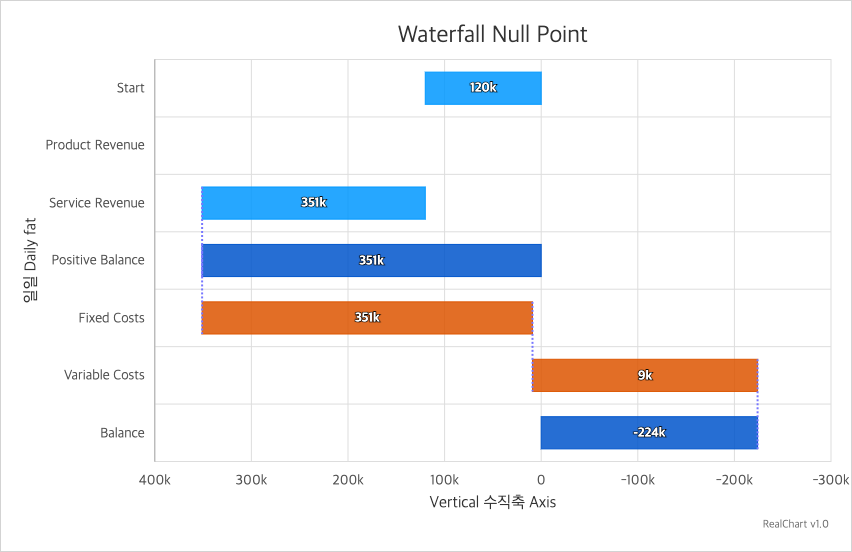 Waterfall Null Point
일일 Daily fat
Start
120k
Product Revenue
Service Revenue
351k
Positive Balance
351k
Fixed Costs
351k
Variable Costs
9k
Balance
-224k
400k 300k 200k 100k 0 -100k -200k -300k
Vertical 수직축 Axis
RealChart v1.0